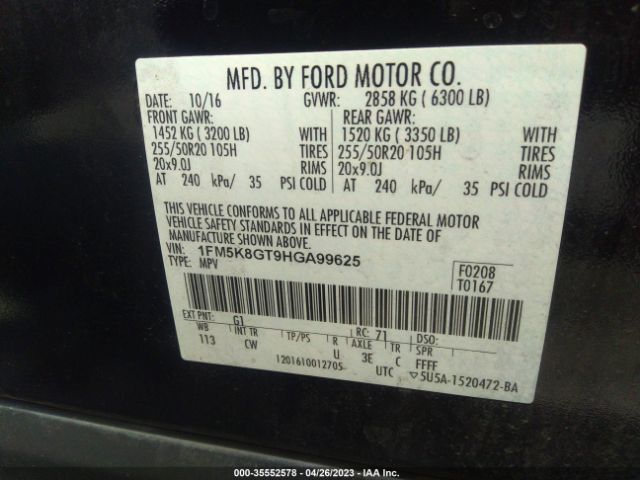 MFD. BY FORD MOTOR CO.
DATE: 10/16 GVWR: 2858 KG ( 6300 LB)
FRONT GAWR: REAR GAWR:
1452 KG ( 3200 LB) WITH 1520 KG ( 3350 LB) WITH
255/50R20 105H TIRES 255/50R20 105H TIRES
20x9.0J RIMS 20x9.0J RIMS
AT 240 kPa/ 35 PSI COLD AT 240 kPa/ 35 PSI COLD
THIS VEHICLE CONFORMS TO ALL APPLICABLE FEDERAL MOTOR
VEHICLE SAFETY STANDARDS IN EFFECT ON THE DATE OF
MANUFACTURE SHOWN ABOVE.
VIN: 1FM5K8GT9HGA99625
TYPE: MPV
F0208
T0167
EXT PNT: G1 RC: 71 DSO:
WB INT TR TP/PS R AXLE TR SPR
113 CW U 3E C FFFF
1201610012705 UTC ▽5U5A-1520472-BA
000-35552578 - 04/26/2023 - IAA Inc.